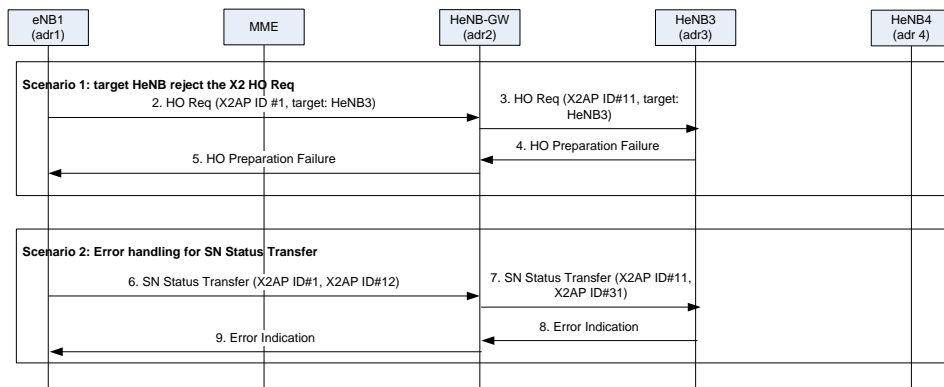 eNB1
(adr1)
MME
HeNB-GW
(adr2)
HeNB3
(adr3)
HeNB4
(adr 4)
Scenario 1: target HeNB reject the X2 HO Req
2. HO Req (X2AP ID #1, target: HeNB3)
3. HO Req (X2AP ID#11, target:
HeNB3)
4. HO Preparation Failure
5. HO Preparation Failure
Scenario 2: Error handling for SN Status Transfer
6. SN Status Transfer (X2AP ID#1, X2AP ID#12)
7. SN Status Transfer (X2AP ID#11,
X2AP ID#31)
8. Error Indication
9. Error Indication